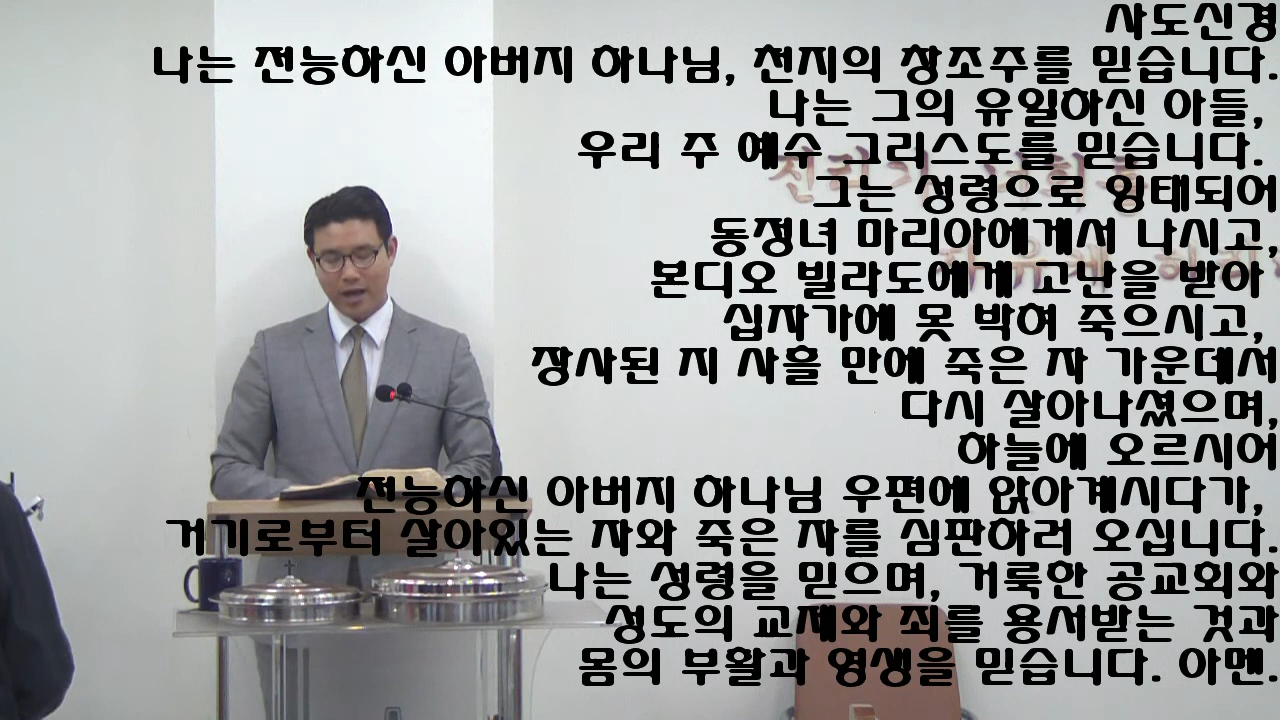 사도신경
나는 전능하신 아버지 하나님, 천지의 창조주를 믿습니다.
나는 그의 유일하신 아들,
우리 주 예수 그리스도를 믿습니다.
그는 성령으로 잉태되어
동정녀 마리아에게서 나시고,
본디오 빌라도에게 고난을 받아
십자가에 못 박혀 죽으시고,
장사된 지 사흘 만에 죽은 자 가운데서
다시 살아나셨으며,
하늘에 오르시어
전능하신 아버지 하나님 우편에 앉아계시다가,
거기로부터 살아있는 자와 죽은 자를 심판하러 오십니다.
나는 성령을 믿으며, 거룩한 공교회와
성도의 교제와 죄를 용서받는 것과
몸의 부활과 영생을 믿습니다. 아멘.